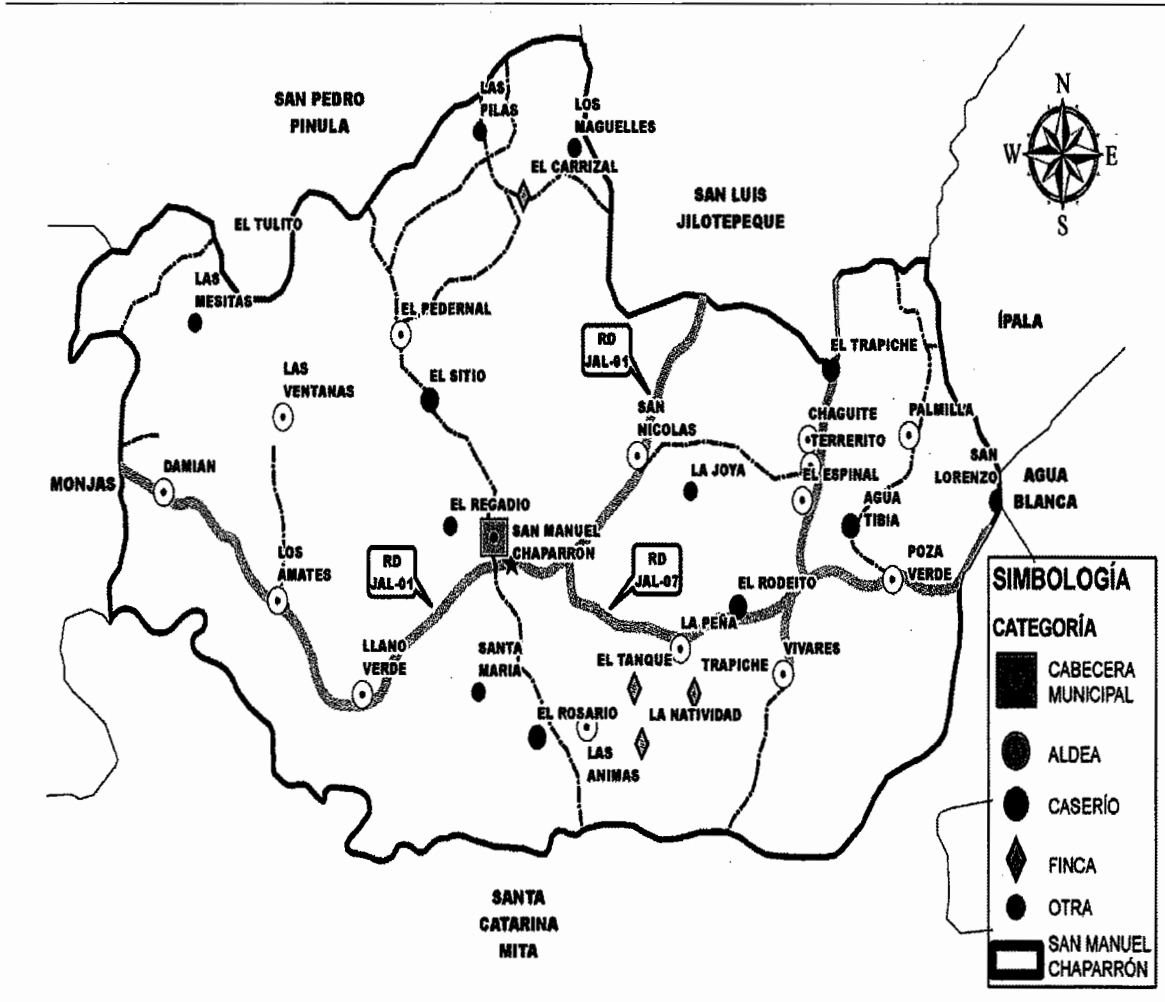 SAN PEDRO
PINULA
LAS
PILAS
LOS
MAGUELLES
EL CARRIZAL
N
W
E
S
SAN LUIS
JILOTEPEQUE
EL TULITO
LAS
MESITAS
EL PEDERNAL
ÍPALA
RD
JAL-01
EL TRAPICHE
LAS
VENTANAS
EL SITIO
SAN
NICOLAS
CHAGUITE
TERRERITO
PALMILLA
EL ESPINAL
LA JOYA
SAN
LORENZO
MONJAS
DAMIAN
AGUA
BLANCA
AGUA
TIBIA
EL REGADIO
SAN MANUEL
CHAPARRÓN
LOS
AMATES
RD
JAL-01
RD
JAL-07
POZA
VERDE
EL RODEITO
LA PEÑA
LLANO
VERDE
SANTA
MARIA
EL TANQUE
TRAPICHE
VIVARES
EL ROSARIO
LA NATIVIDAD
LAS
ANIMAS
SANTA
CATARINA
MITA
SIMBOLOGÍA
CATEGORÍA
CABECERA
MUNICIPAL
ALDEA
CASERÍO
FINCA
OTRA
SAN MANUEL
CHAPARRÓN